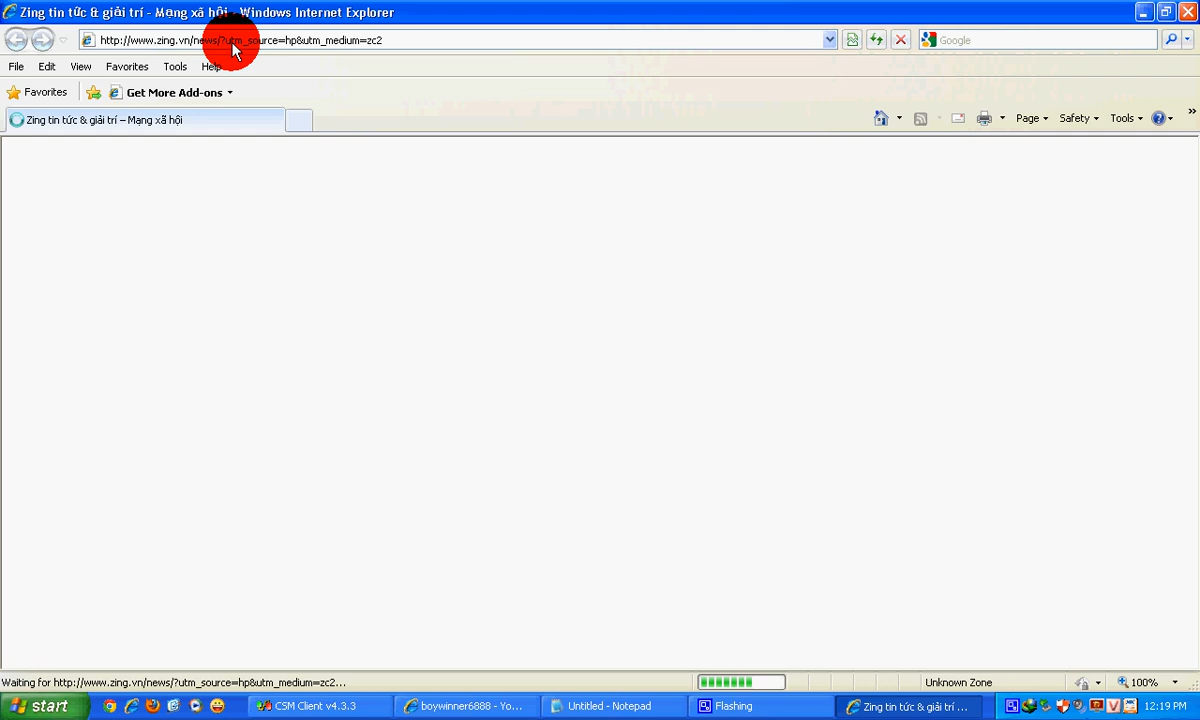 Zing tin tức & giải trí - Mạng xã hội - Windows Internet Explorer
http://www.zing.vn/news/?utm_source=hp&utm_medium=zc2
Google
File Edit View Favorites Tools Help
Favorites Get More Add-ons
Zing tin tức & giải trí – Mạng xã hội
Page Safety Tools
Waiting for http://www.zing.vn/news/?utm_source=hp&utm_medium=zc2...
Unknown Zone
100%
start
CSM Client v4.3.3
boywinner6888 - Yo...
Untitled - Notepad
Flashing
Zing tin tức & giải trí ...
12:19 PM